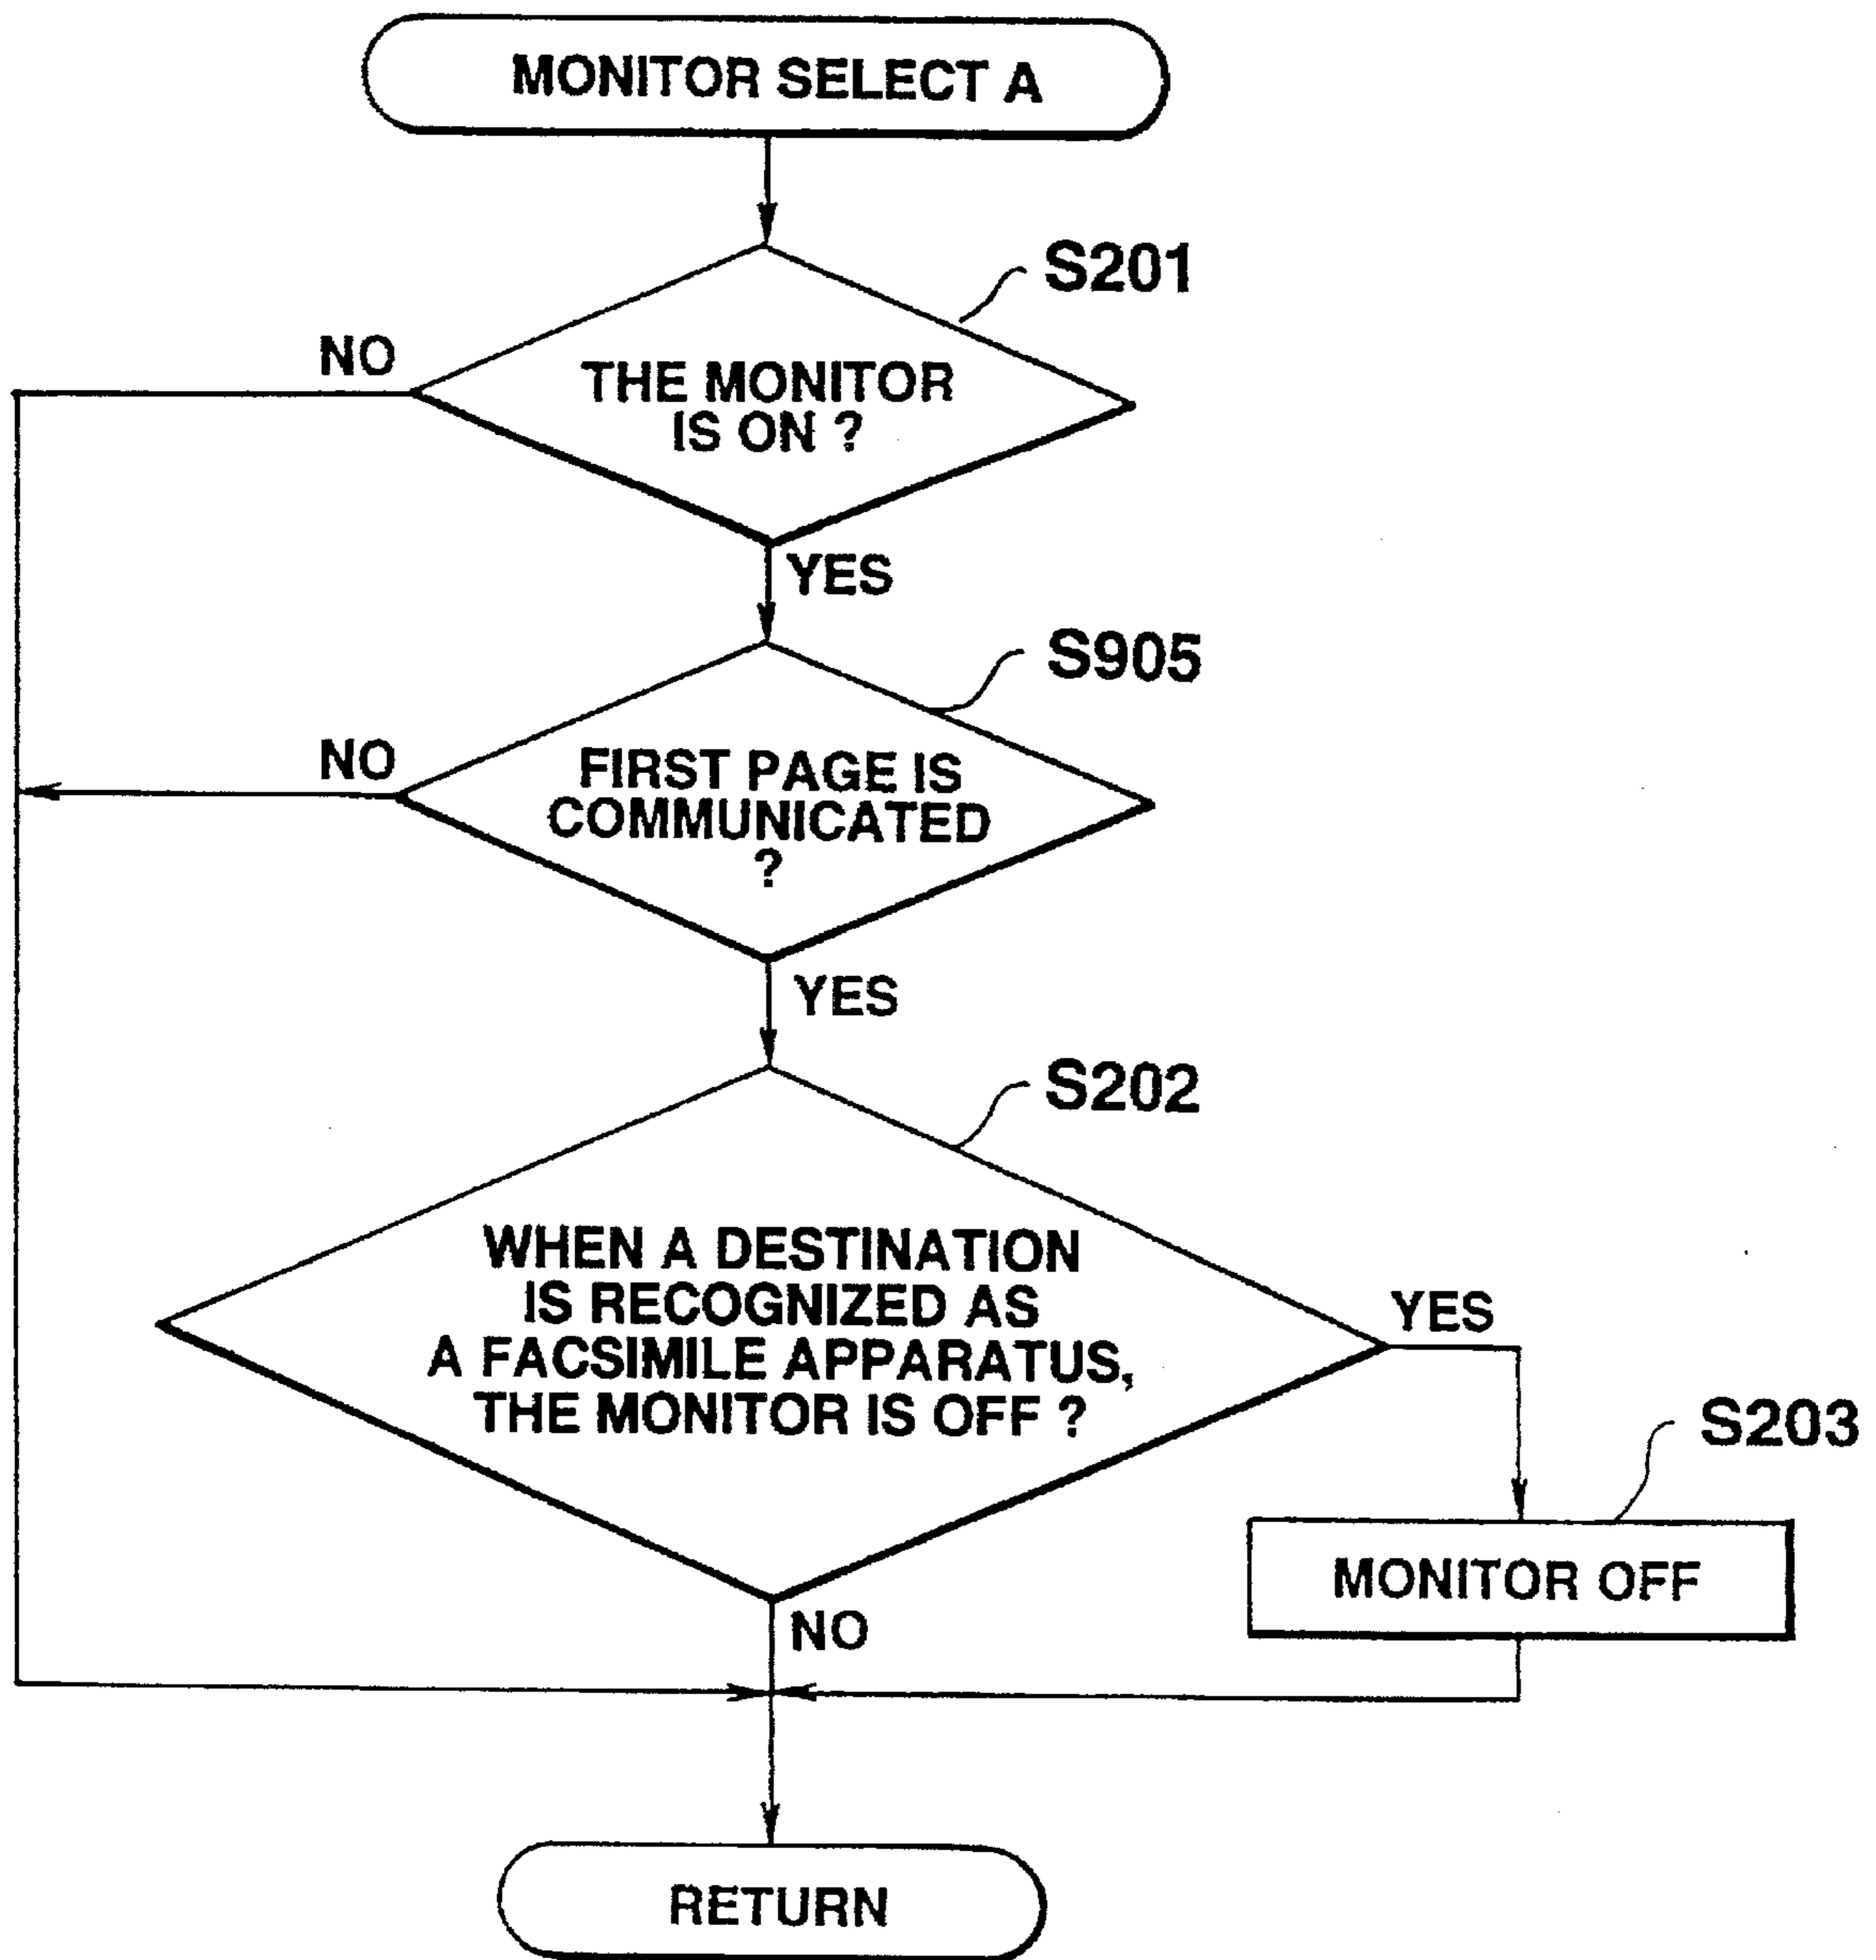 MONITOR SELECT A
S201
NO
THE MONITOR
IS ON ?
YES
S905
NO
FIRST PAGE IS
COMMUNICATED
?
YES
S202
WHEN A DESTINATION
IS RECOGNIZED AS
A FACSIMILE APPARATUS,
THE MONITOR IS OFF ?
YES
S203
MONITOR OFF
NO
RETURN